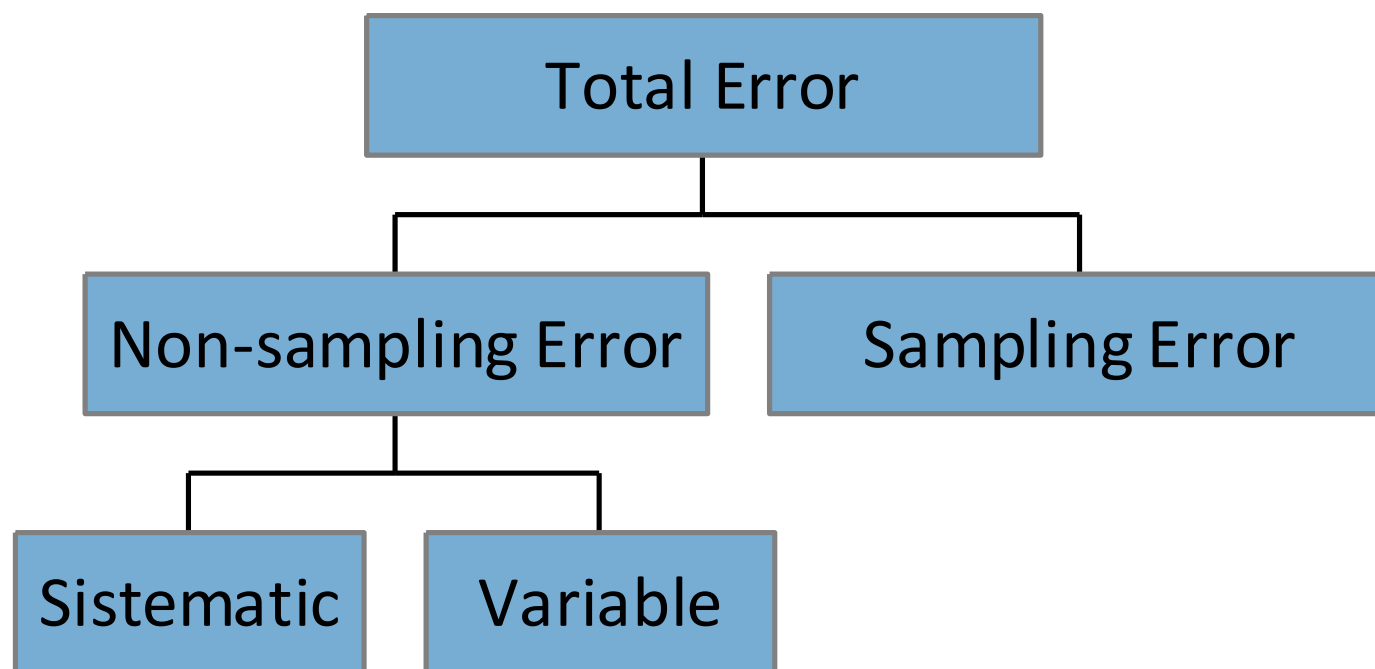 Total Error
Non-sampling Error
Sampling Error
Sistematic
Variable